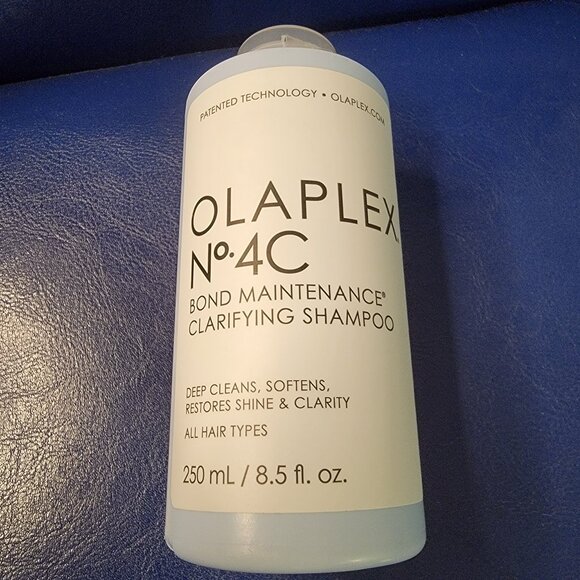 PATENTED TECHNOLOGY • OLAPLEX.COM
OLAPLEX
Nº.4C
BOND MAINTENANCE®
CLARIFYING SHAMPOO
DEEP CLEANS, SOFTENS,
RESTORES SHINE & CLARITY
ALL HAIR TYPES
250 mL / 8.5 fl. oz.